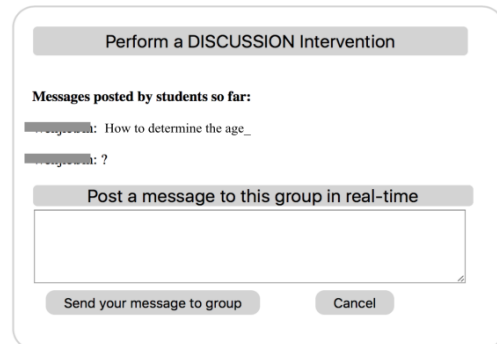 Perform a DISCUSSION Intervention
Messages posted by students so far:
: How to determine the age_
: ?
Post a message to this group in real-time
Send your message to group
Cancel